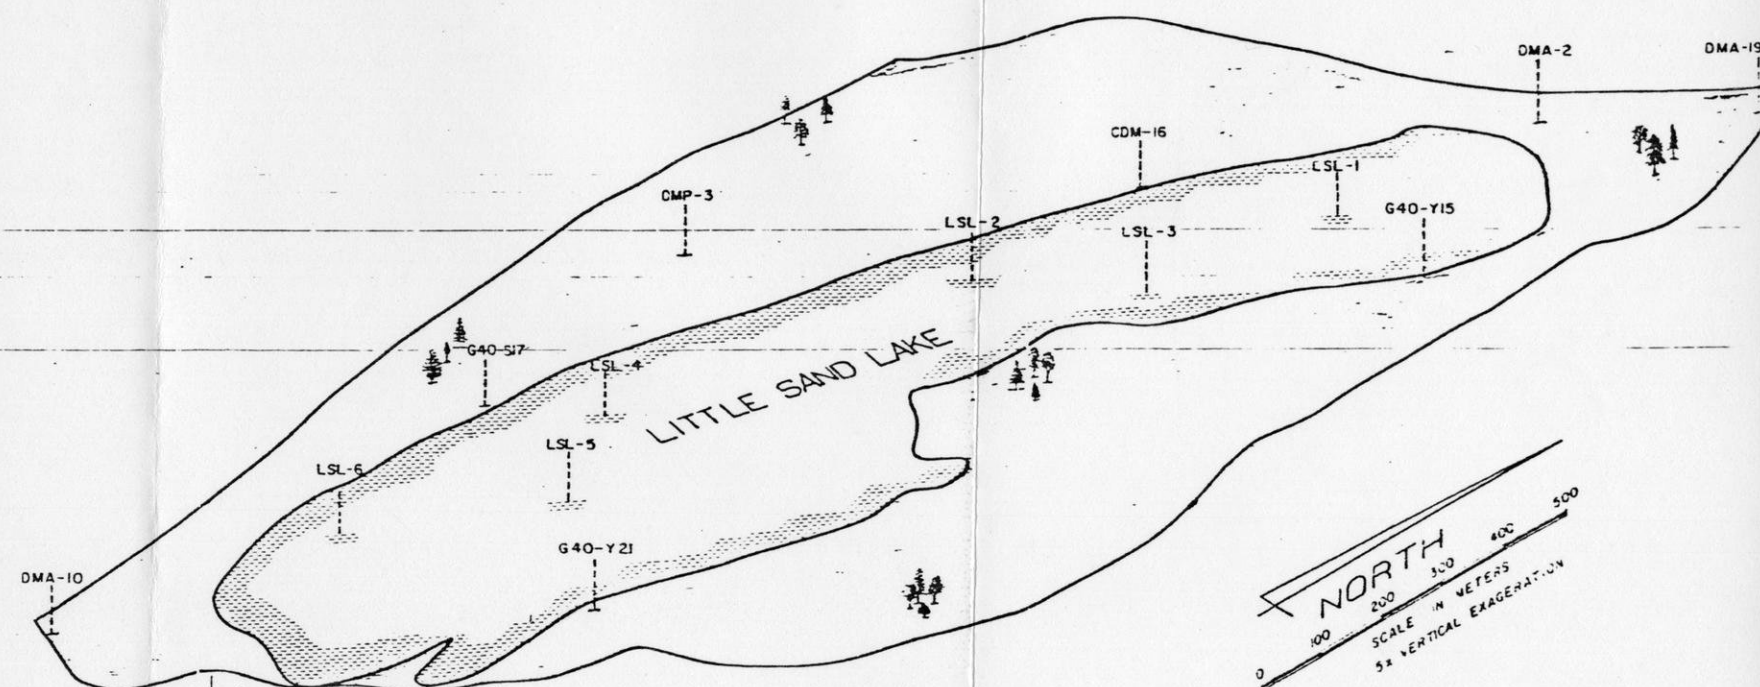 DMA-2
DMA-19
CDM-16
LSL-1
DMP-3
G40-Y15
LSL-2
LSL-3
LITTLE SAND LAKE
G40-S17
LSL-4
LSL-5
LSL-6
G40-Y21
DMA-10
NORTH
0 100 200 300 400 500
SCALE IN METERS
5X VERTICAL EXAGERATION